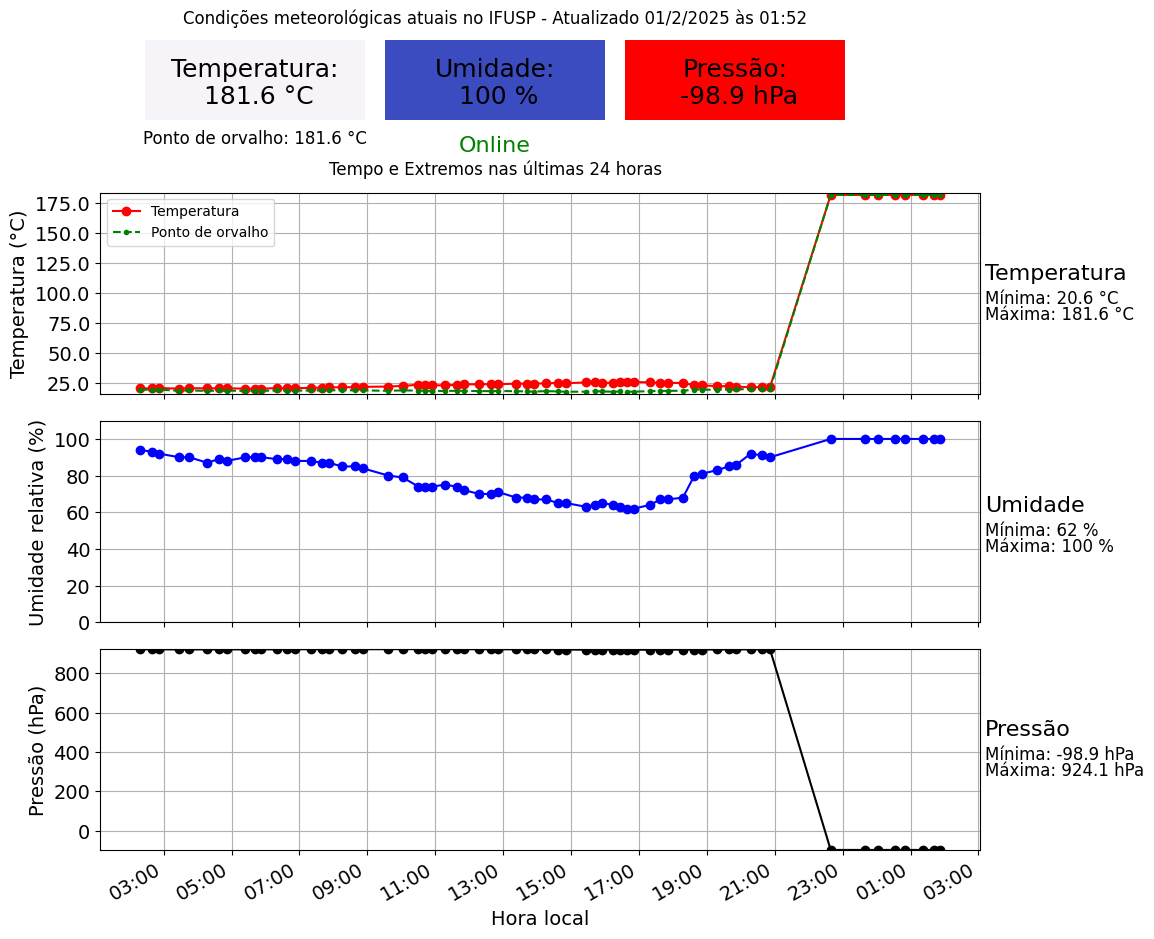 Condições meteorológicas atuais no IFUSP - Atualizado 01/2/2025 às 01:52
Temperatura:
181.6 °C
Umidade:
100 %
Pressão:
-98.9 hPa
Ponto de orvalho: 181.6 °C
Online
Tempo e Extremos nas últimas 24 horas
Temperatura (°C)
175.0
150.0
125.0
100.0
75.0
50.0
25.0
Temperatura
Ponto de orvalho
Temperatura
Mínima: 20.6 °C
Máxima: 181.6 °C
Umidade relativa (%)
100
80
60
40
20
0
Umidade
Mínima: 62 %
Máxima: 100 %
Pressão (hPa)
800
600
400
200
0
Pressão
Mínima: -98.9 hPa
Máxima: 924.1 hPa
03:00
05:00
07:00
09:00
11:00
13:00
15:00
17:00
19:00
21:00
23:00
01:00
03:00
Hora local